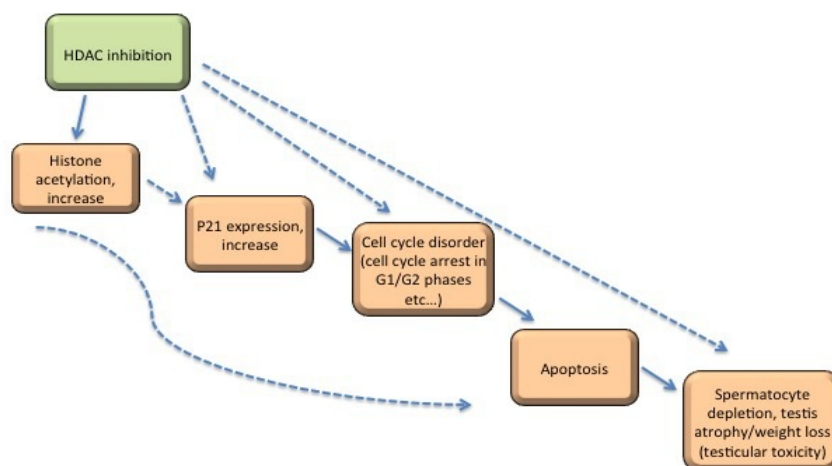 HDAC inhibition
Histone
acetylation,
increase
P21 expression,
increase
Cell cycle disorder
(cell cycle arrest in
G1/G2 phases
etc...)
Apoptosis
Spermatocyte
depletion, testis
atrophy/weight loss
(testicular toxicity)